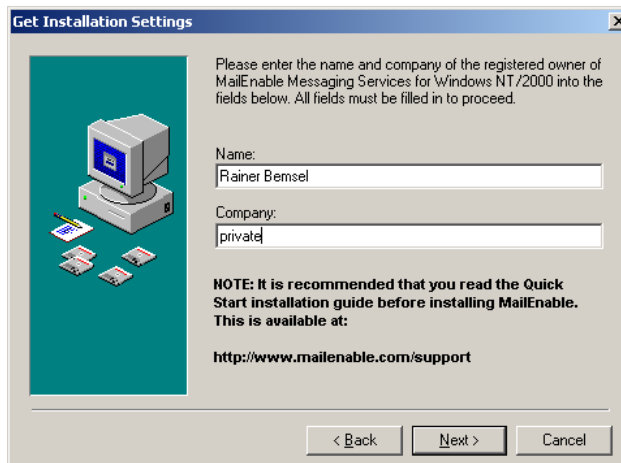 Get Installation Settings
Please enter the name and company of the registered owner of
MailEnable Messaging Services for Windows NT/2000 into the
fields below. All fields must be filled in to proceed.
Name:
Rainer Bemsel
Company:
private
NOTE: It is recommended that you read the Quick
Start installation guide before installing MailEnable.
This is available at:
http://www.mailenable.com/support
< Back
Next >
Cancel